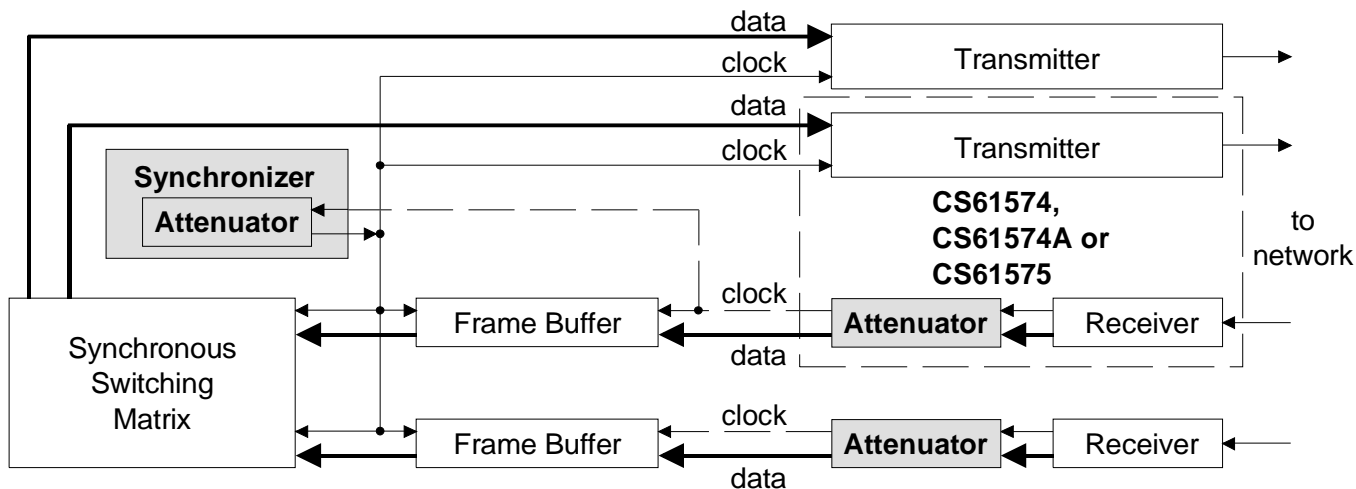 data
Transmitter
clock
data
Transmitter
clock
Synchronizer
Attenuator
CS61574,
CS61574A or
CS61575
to
network
clock
Frame Buffer
Attenuator
Receiver
data
Synchronous
Switching
Matrix
clock
Frame Buffer
Attenuator
Receiver
data